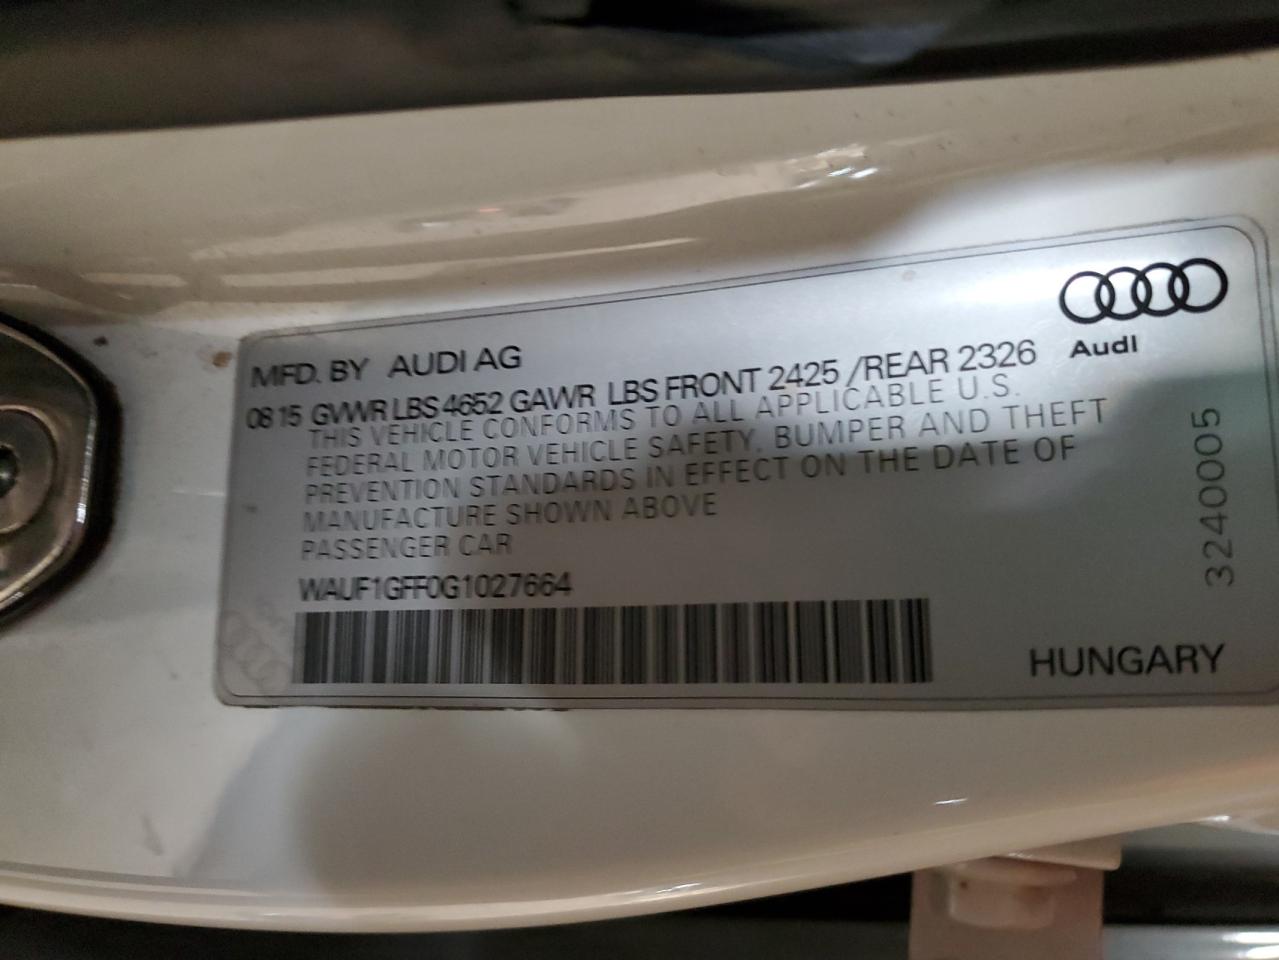 MFD. BY AUDI AG
08 15 GVWR LBS 4652 GAWR LBS FRONT 2425 /REAR 2326
THIS VEHICLE CONFORMS TO ALL APPLICABLE U.S.
FEDERAL MOTOR VEHICLE SAFETY, BUMPER AND THEFT
PREVENTION STANDARDS IN EFFECT ON THE DATE OF
MANUFACTURE SHOWN ABOVE
PASSENGER CAR
WAUF1GFF0G1027664
Audi
3240005
HUNGARY